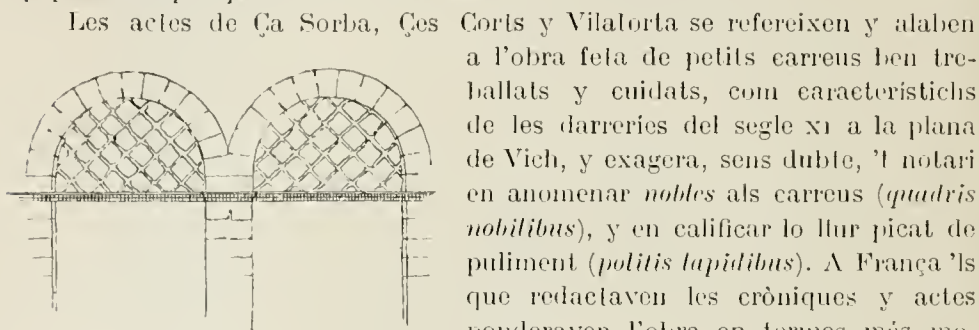 Les actes de Ça Sorba, Çes Corts y Vilatorta se refereixen y alaben
a l'obra feta de petits carreus ben tre-
ballats y cuidats, com característichs
de les darreries del segle XI a la plana
de Vich, y exagera, sens dubte, 't notari
en anomenar nobles als carreus (quadris
nobilibus), y en calificar lo llur picat de
puliment (politis lapidibus). A França 'ls
que redactaven les cròniques y actes